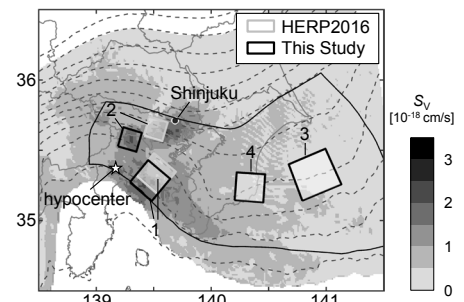 HERP2016
This Study
36
Shinjuku
2
3
4
hypocenter
1
35
139
140
141
Sv
[10-18 cm/s]
3
2
1
0